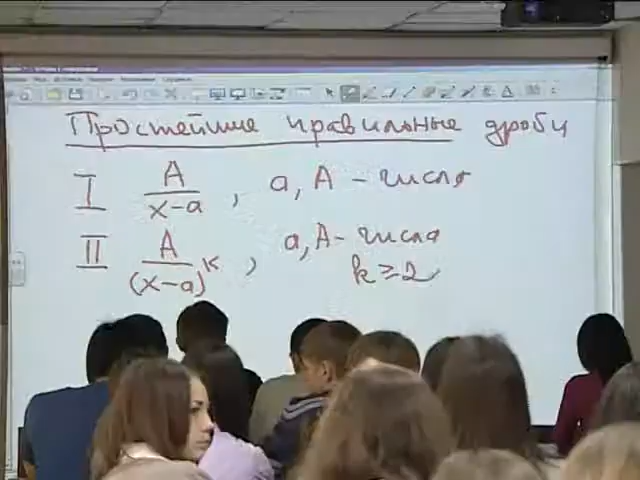 Простейшие правильные дроби
I A/(x-a), a, A - числа
II A/(x-a)^k, a, A - числа
k ≥ 2